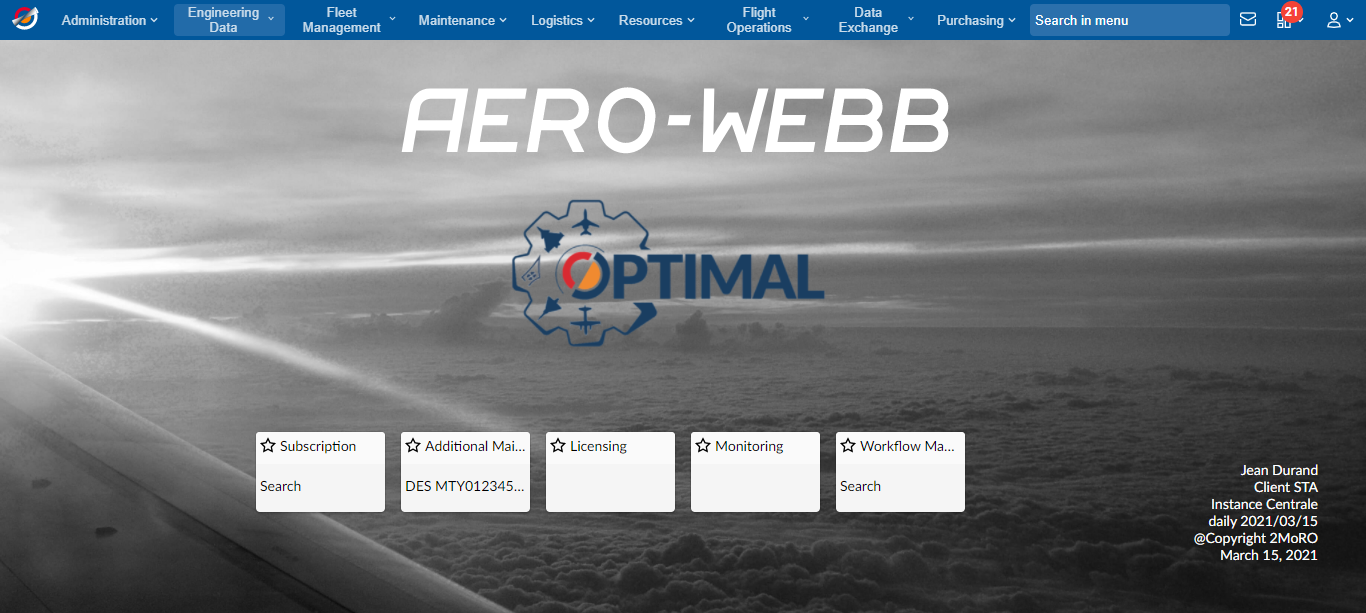 Administration
Engineering
Data
Fleet
Management
Maintenance
Logistics
Resources
Flight
Operations
Data
Exchange
Purchasing
Search in menu
21
AERO-WEBB
OPTIMAL
Subscription
Search
Additional Mai...
DES MTY012345...
Licensing
Monitoring
Workflow Ma...
Search
Jean Durand
Client STA
Instance Centrale
daily 2021/03/15
@Copyright 2MoRO
March 15, 2021